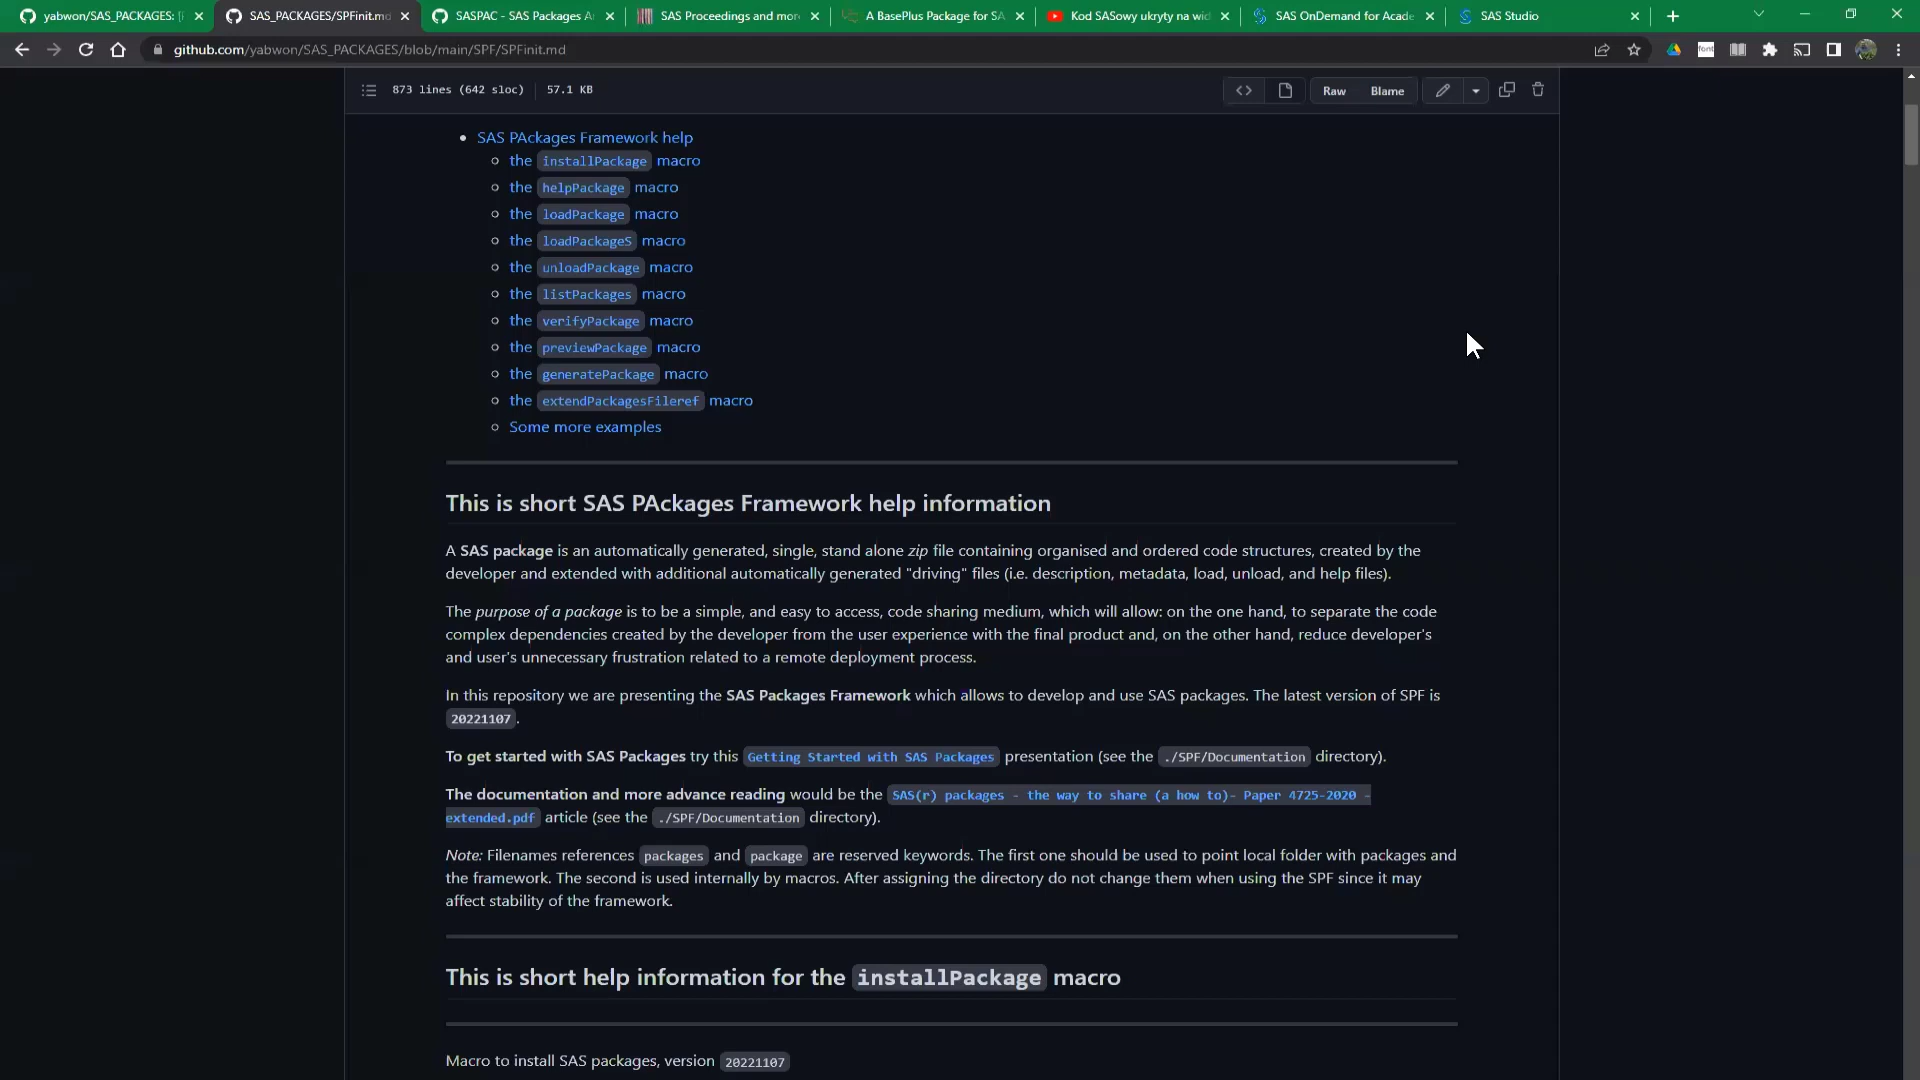 yabwon/SAS_PACKAGES: [
SAS_PACKAGES/SPFinit.md
SASPAC - SAS Packages A
SAS Proceedings and mor
A BasePlus Package for SA
Kod SASowy ukryty na wid
SAS OnDemand for Acade
SAS Studio
github.com/yabwon/SAS_PACKAGES/blob/main/SPF/SPFinit.md
873 lines (642 sloc) 57.1 KB
Raw Blame
SAS PAckages Framework help
the installPackage macro
the helpPackage macro
the loadPackage macro
the loadPackageS macro
the unloadPackage macro
the listPackages macro
the verifyPackage macro
the previewPackage macro
the generatePackage macro
the extendPackagesFileref macro
Some more examples
This is short SAS PAckages Framework help information
A SAS package is an automatically generated, single, stand alone zip file containing organised and ordered code structures, created by the
developer and extended with additional automatically generated "driving" files (i.e. description, metadata, load, unload, and help files).
The purpose of a package is to be a simple, and easy to access, code sharing medium, which will allow: on the one hand, to separate the code
complex dependencies created by the developer from the user experience with the final product and, on the other hand, reduce developer's
and user's unnecessary frustration related to a remote deployment process.
In this repository we are presenting the SAS Packages Framework which allows to develop and use SAS packages. The latest version of SPF is
20221107.
To get started with SAS Packages try this Getting Started with SAS Packages presentation (see the ./SPF/Documentation directory).
The documentation and more advance reading would be the SAS(r) packages - the way to share (a how to)- Paper 4725-2020 -
extended.pdf article (see the ./SPF/Documentation directory).
Note: Filenames references packages and package are reserved keywords. The first one should be used to point local folder with packages and
the framework. The second is used internally by macros. After assigning the directory do not change them when using the SPF since it may
affect stability of the framework.
This is short help information for the installPackage macro
Macro to install SAS packages, version 20221107